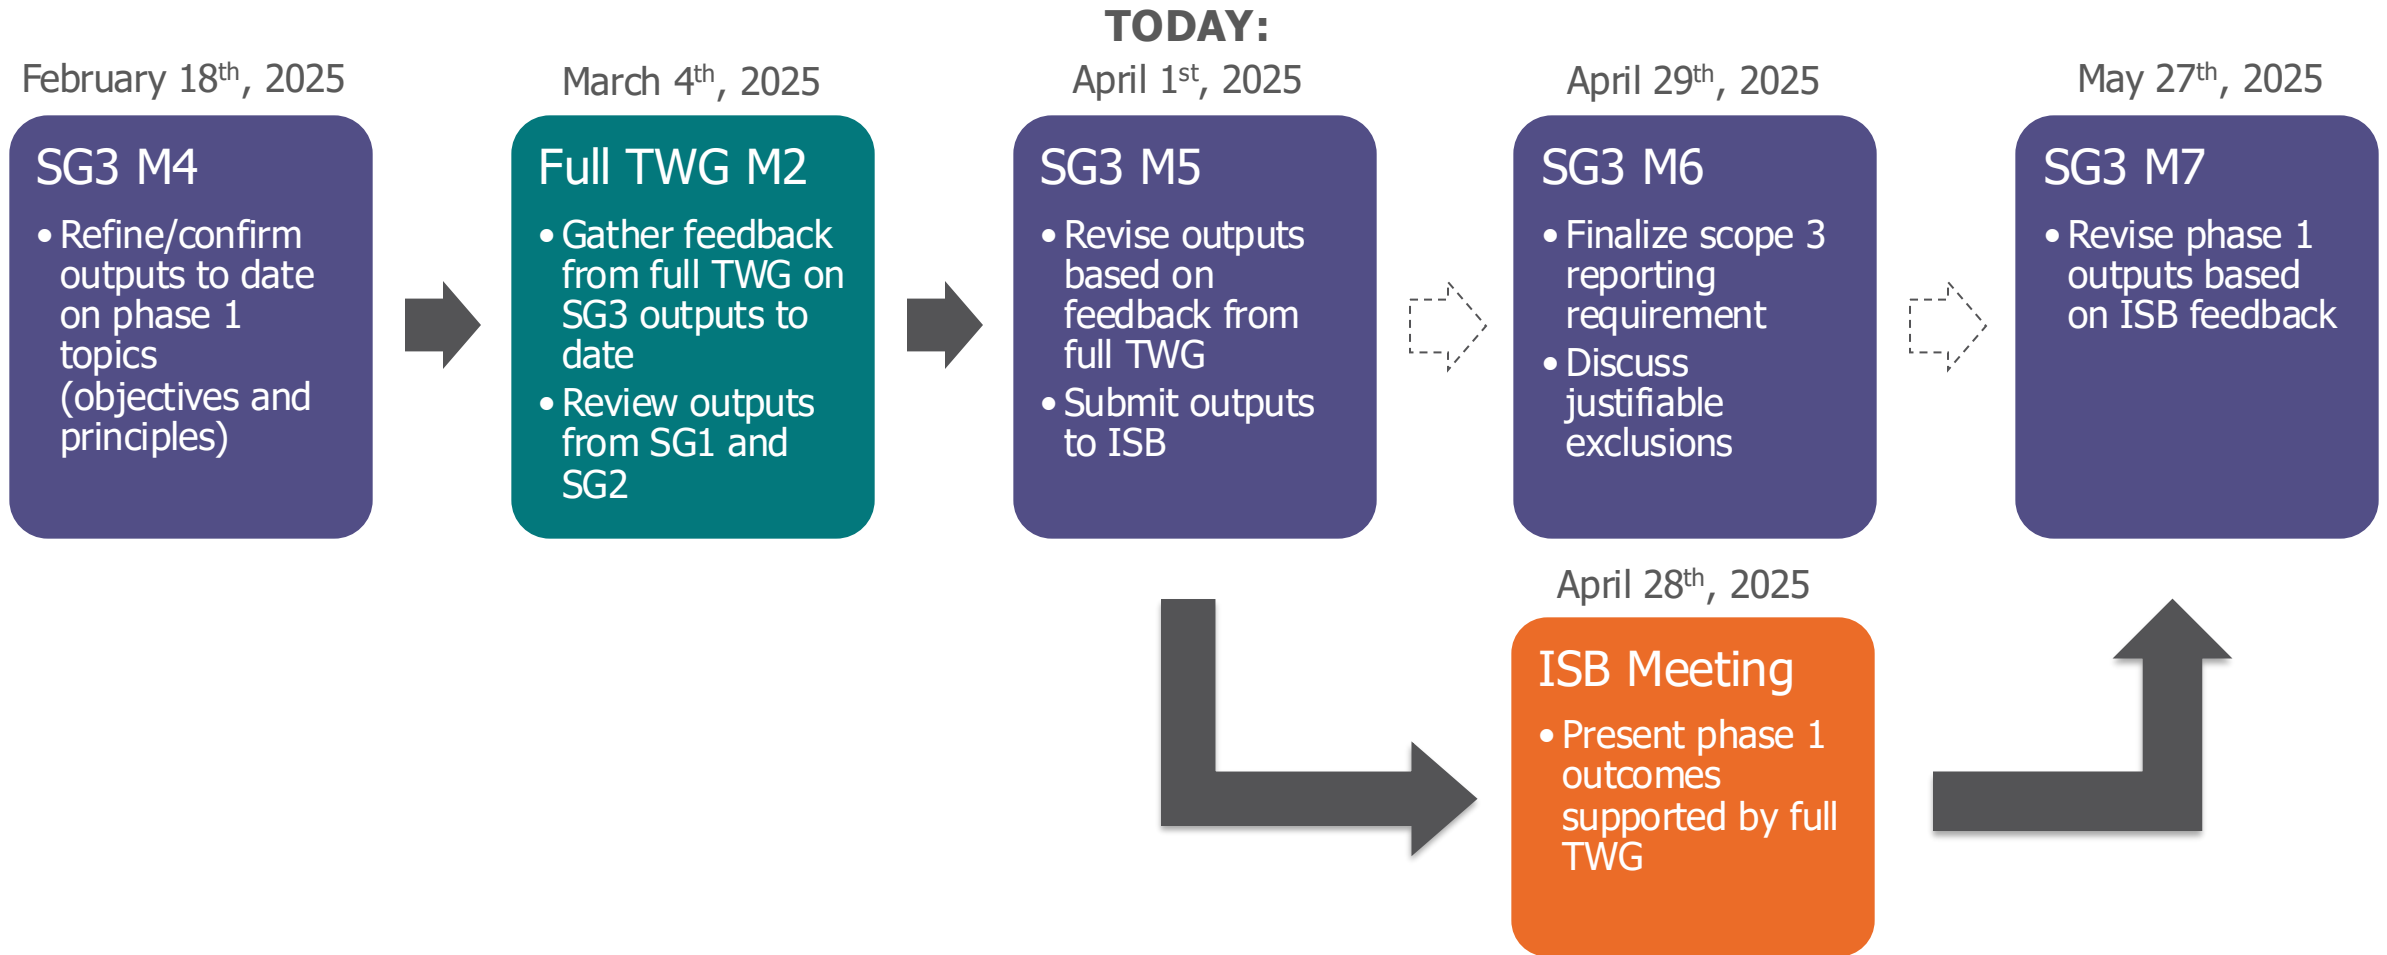 TODAY:
February 18th, 2025
March 4th, 2025
April 1st, 2025
April 29th, 2025
May 27th, 2025
SG3 M4
• Refine/confirm
outputs to date
on phase 1
topics
(objectives and
principles)
Full TWG M2
• Gather feedback
from full TWG on
SG3 outputs to
date
• Review outputs
from SG1 and
SG2
SG3 M5
• Revise outputs
based on
feedback from
full TWG
• Submit outputs
to ISB
SG3 M6
• Finalize scope 3
reporting
requirement
• Discuss
justifiable
exclusions
SG3 M7
• Revise phase 1
outputs based
on ISB feedback
April 28th, 2025
ISB Meeting
• Present phase 1
outcomes
supported by full
TWG